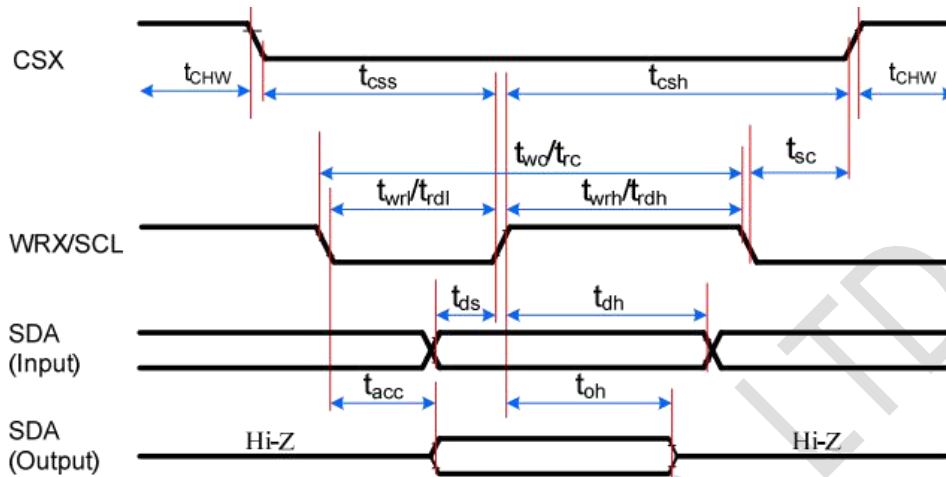 CSX
tCHW
tcss
tcsh
tCHW
twc/trc
tsc
twrl/trdl
twrh/trdh
WRX/SCL
tds
tdh
SDA
(Input)
tacc
toh
SDA
(Output)
Hi-Z
Hi-Z
LTD